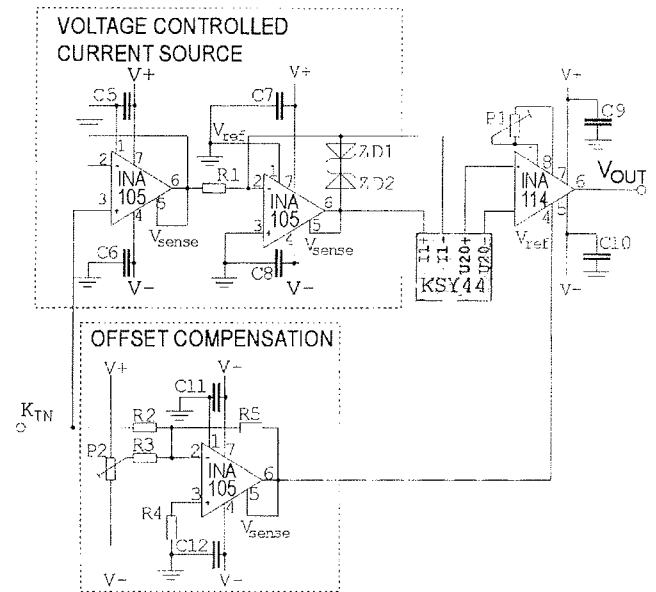 VOLTAGE CONTROLLED
CURRENT SOURCE
V+
V+
V+
C5
C7
C9
P1
1
7
Vref
1
7
ZD1
ZD2
8
7
2
INA
105
6
R1
2
INA
105
6
INA
114
6
VOUT
3
4
5
3
4
5
4
5
Vsense
Vsense
Vref
C6
C8
C10
V-
V-
V-
I1+
I1-
U20+
U20-
KSY44
OFFSET COMPENSATION
V+
V-
C11
KIN
R2
R5
P2
R3
1
7
2
INA
105
6
3
4
5
R4
Vsense
C12
V-
V-